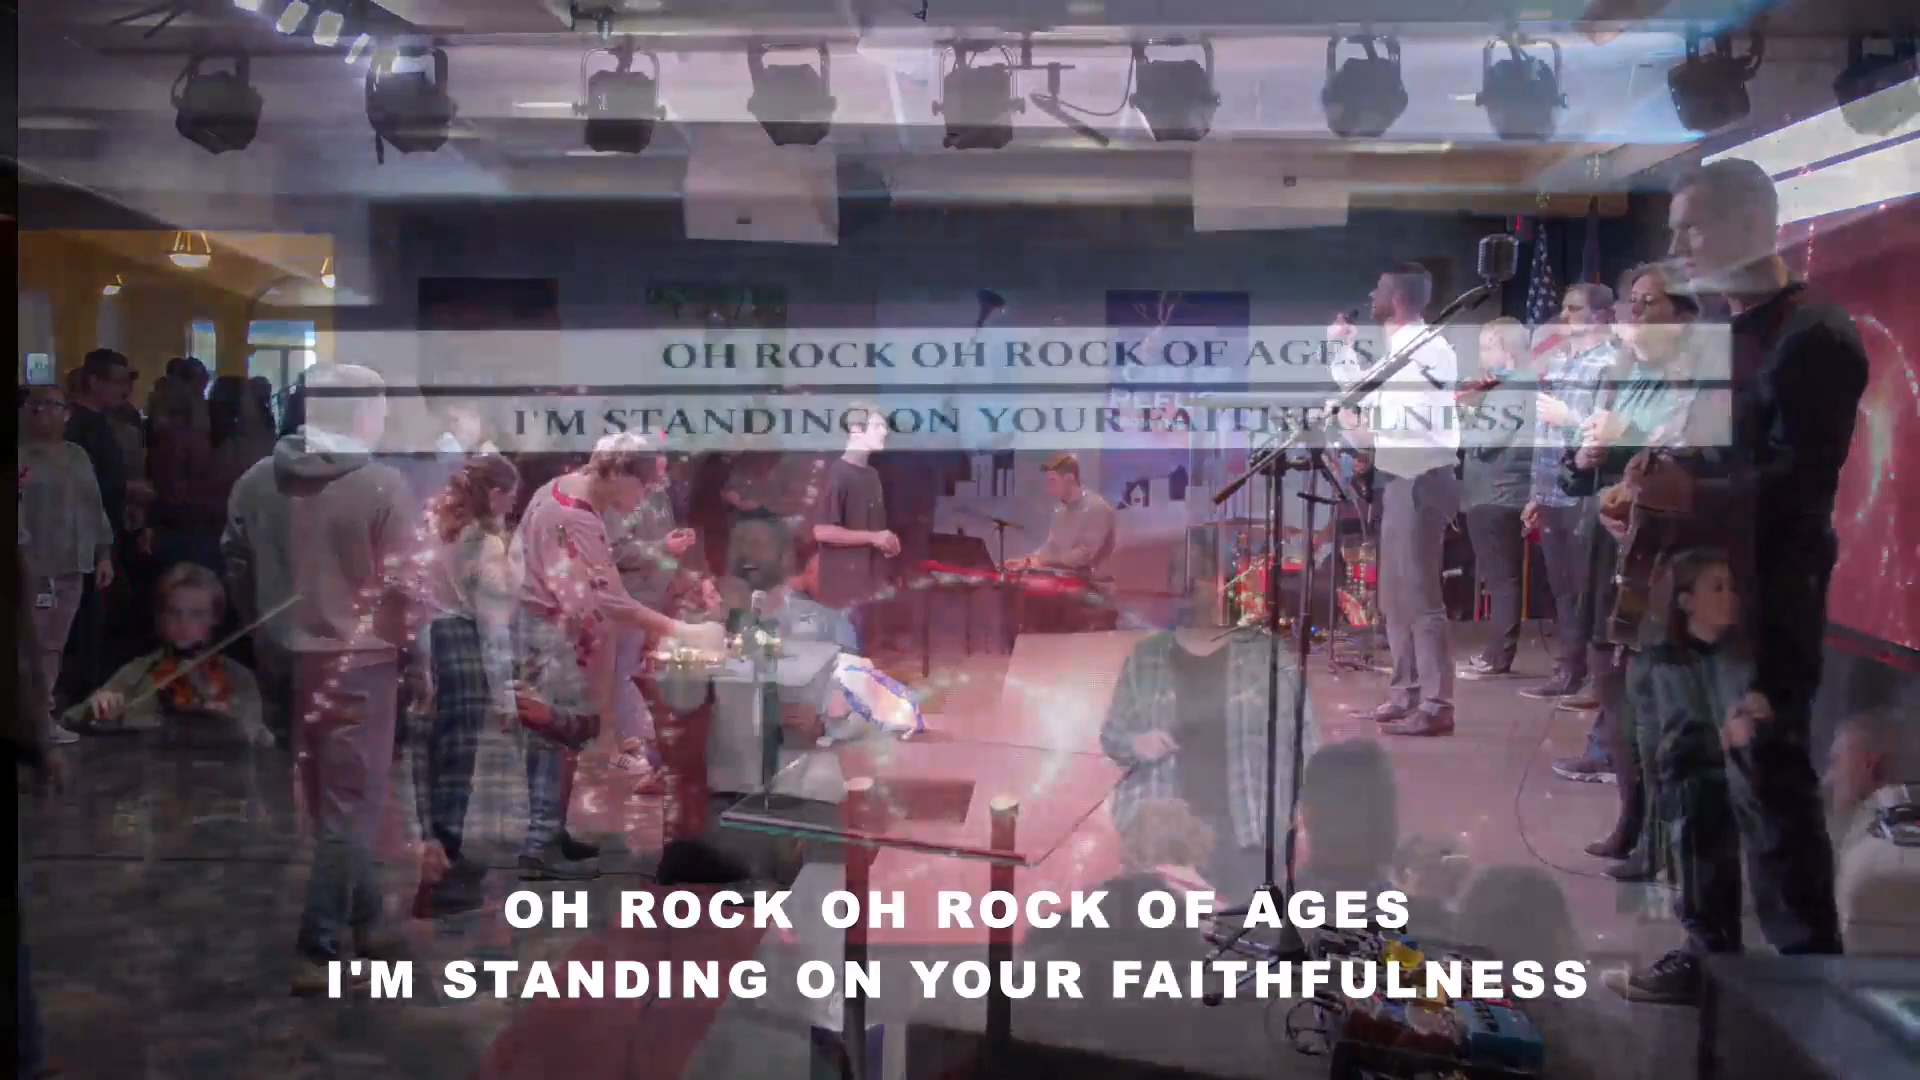 OH ROCK OH ROCK OF AGES
I'M STANDING ON YOUR FAITHFULNESS
OH ROCK OH ROCK OF AGES
I'M STANDING ON YOUR FAITHFULNESS